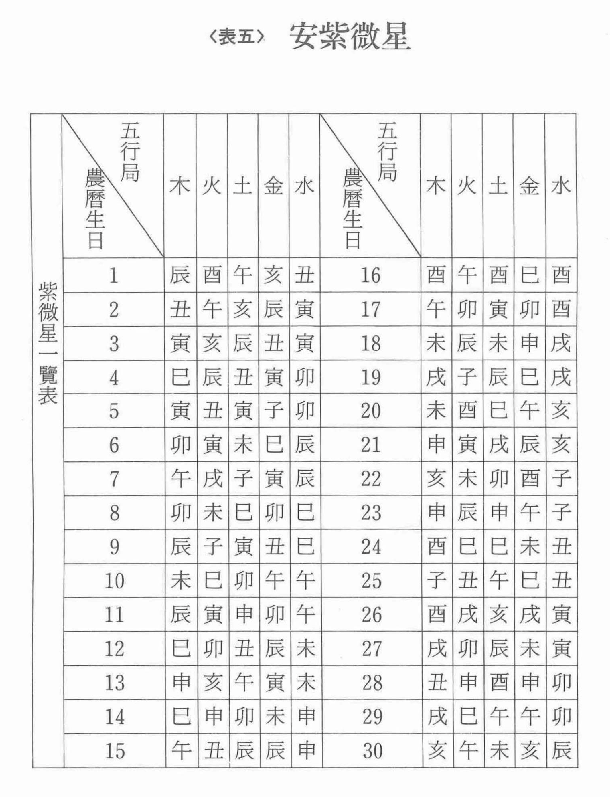 〈表五〉 安紫微星
紫微星一覽表
五行局 農曆生日 木 火 土 金 水 五行局 農曆生日 木 火 土 金 水
1 辰 酉 午 亥 丑 16 酉 午 酉 巳 酉
2 丑 午 亥 辰 寅 17 午 卯 寅 卯 酉
3 寅 亥 辰 丑 寅 18 未 辰 未 申 戌
4 巳 辰 丑 寅 卯 19 戌 子 辰 巳 戌
5 寅 丑 寅 子 卯 20 未 酉 巳 午 亥
6 卯 寅 未 巳 辰 21 申 寅 戌 辰 亥
7 午 戌 子 寅 辰 22 亥 未 卯 酉 子
8 卯 未 巳 卯 巳 23 申 辰 申 午 子
9 辰 子 寅 丑 巳 24 酉 巳 巳 未 丑
10 未 巳 卯 午 午 25 子 丑 午 巳 丑
11 辰 寅 申 卯 午 26 酉 戌 亥 戌 寅
12 巳 卯 丑 辰 未 27 戌 卯 辰 未 寅
13 申 亥 午 寅 未 28 丑 申 酉 申 卯
14 巳 申 卯 未 申 29 戌 巳 午 午 卯
15 午 丑 辰 辰 申 30 亥 午 未 亥 辰